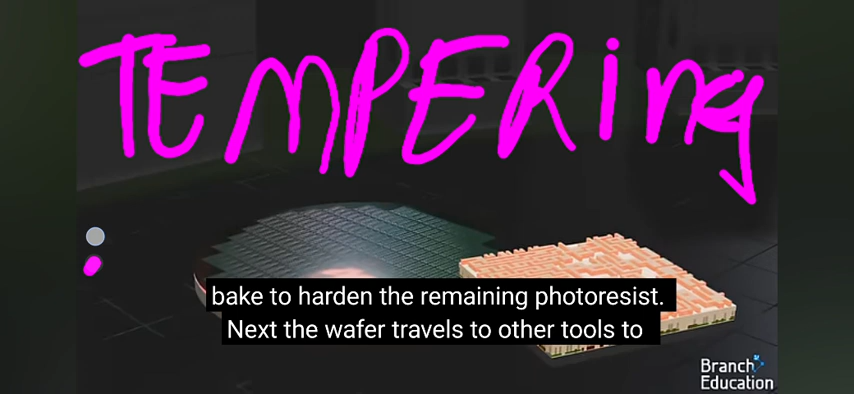 TEMPERing
bake to harden the remaining photoresist.
Next the wafer travels to other tools to
Branch
Education